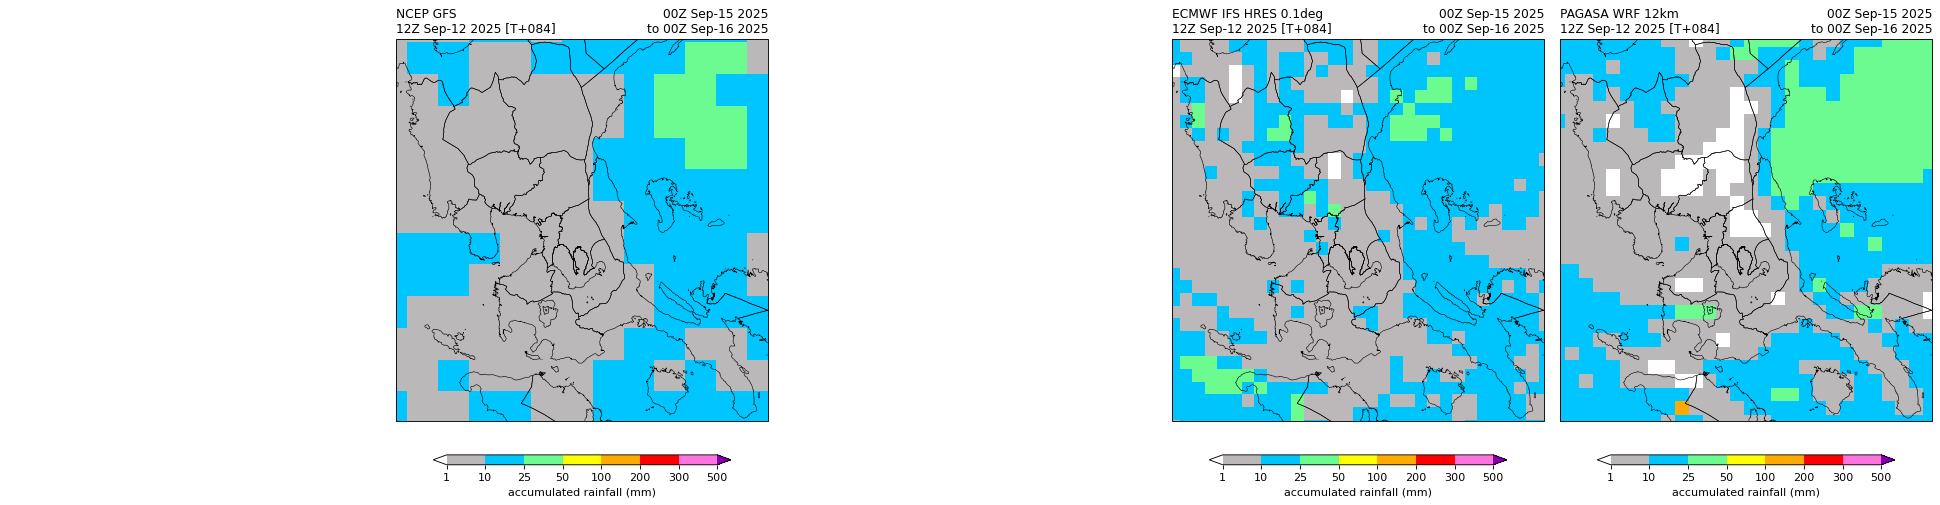 NCEP GFS 00Z Sep-15 2025
12Z Sep-12 2025 [T+084] to 00Z Sep-16 2025
1 10 25 50 100 200 300 500
accumulated rainfall (mm)
ECMWF IFS HRES 0.1deg 00Z Sep-15 2025
12Z Sep-12 2025 [T+084] to 00Z Sep-16 2025
1 10 25 50 100 200 300 500
accumulated rainfall (mm)
PAGASA WRF 12km 00Z Sep-15 2025
12Z Sep-12 2025 [T+084] to 00Z Sep-16 2025
1 10 25 50 100 200 300 500
accumulated rainfall (mm)